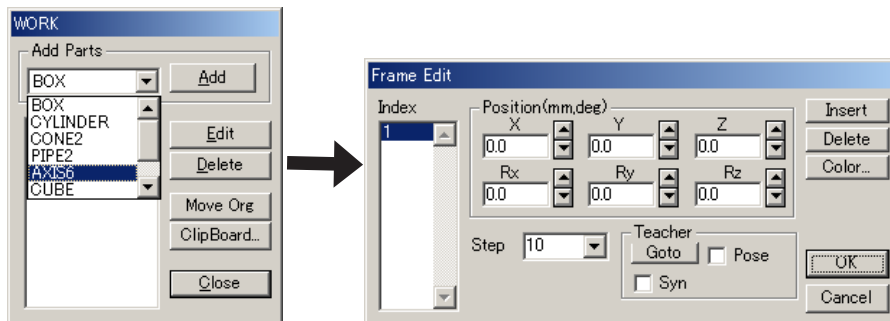 WORK
Add Parts
BOX
Add
BOX
CYLINDER
CONE2
PIPE2
AXIS6
CUBE
Edit
Delete
Move Org
ClipBoard...
Close
Frame Edit
Index
1
Position(mm,deg)
X Y Z
0.0 0.0 0.0
Rx Ry Rz
0.0 0.0 0.0
Insert
Delete
Color...
Step 10
Teacher
Goto Pose
Syn
OK
Cancel